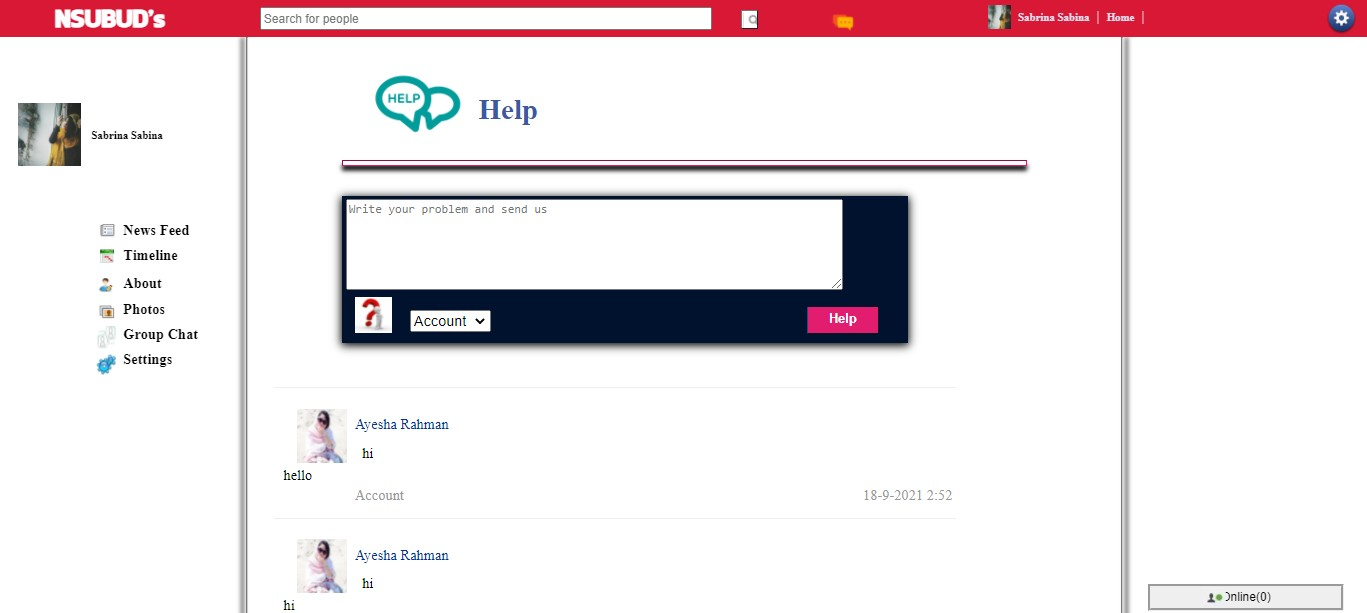 NSUBUD's
Search for people
Sabrina Sabina | Home |
Sabrina Sabina
News Feed
Timeline
About
Photos
Group Chat
Settings
HELP
Help
Write your problem and send us
Account
Help
Ayesha Rahman
hi
hello
Account 18-9-2021 2:52
Ayesha Rahman
hi
hi
Online(0)